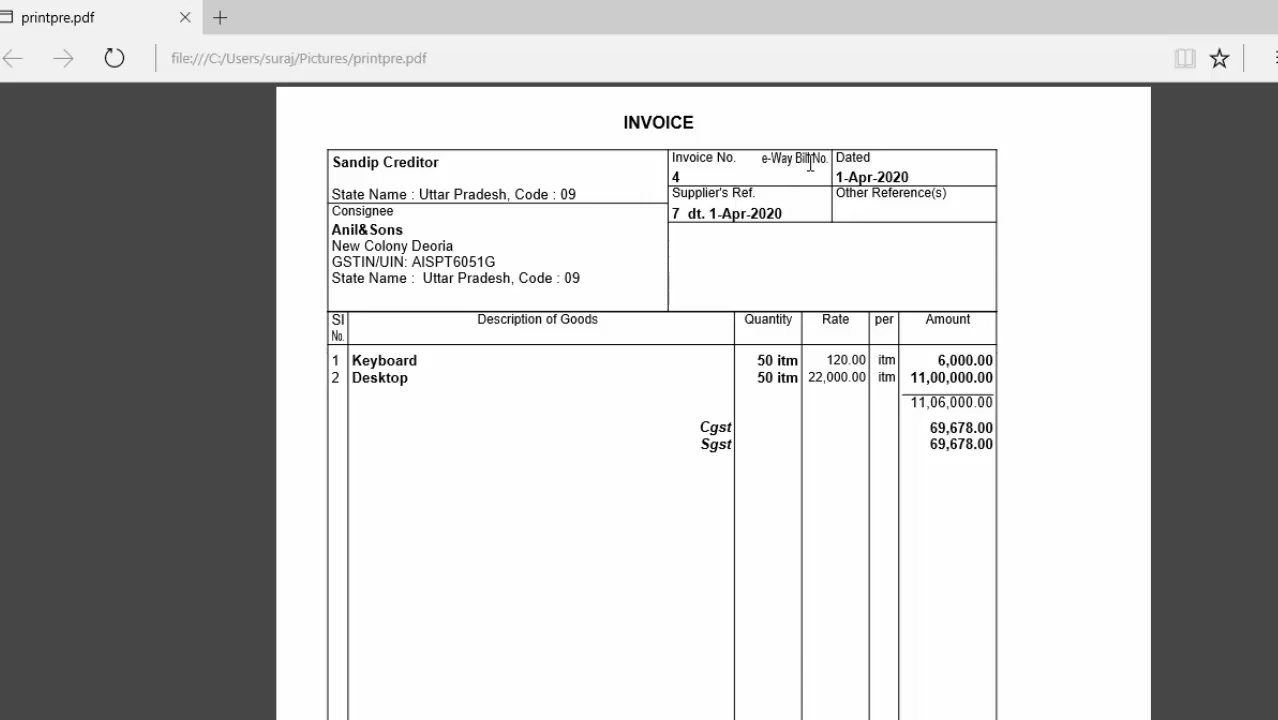 printpre.pdf
file:///C:/Users/suraj/Pictures/printpre.pdf
INVOICE
Sandip Creditor
State Name : Uttar Pradesh, Code : 09
Consignee
Anil&Sons
New Colony Deoria
GSTIN/UIN: AISPT6051G
State Name : Uttar Pradesh, Code : 09
Invoice No. e-Way Bill No. Dated
4 1-Apr-2020
Supplier's Ref. Other Reference(s)
7 dt. 1-Apr-2020
Sl No. Description of Goods Quantity Rate per Amount
1 Keyboard 50 itm 120.00 itm 6,000.00
2 Desktop 50 itm 22,000.00 itm 11,00,000.00
11,06,000.00
Cgst 69,678.00
Sgst 69,678.00